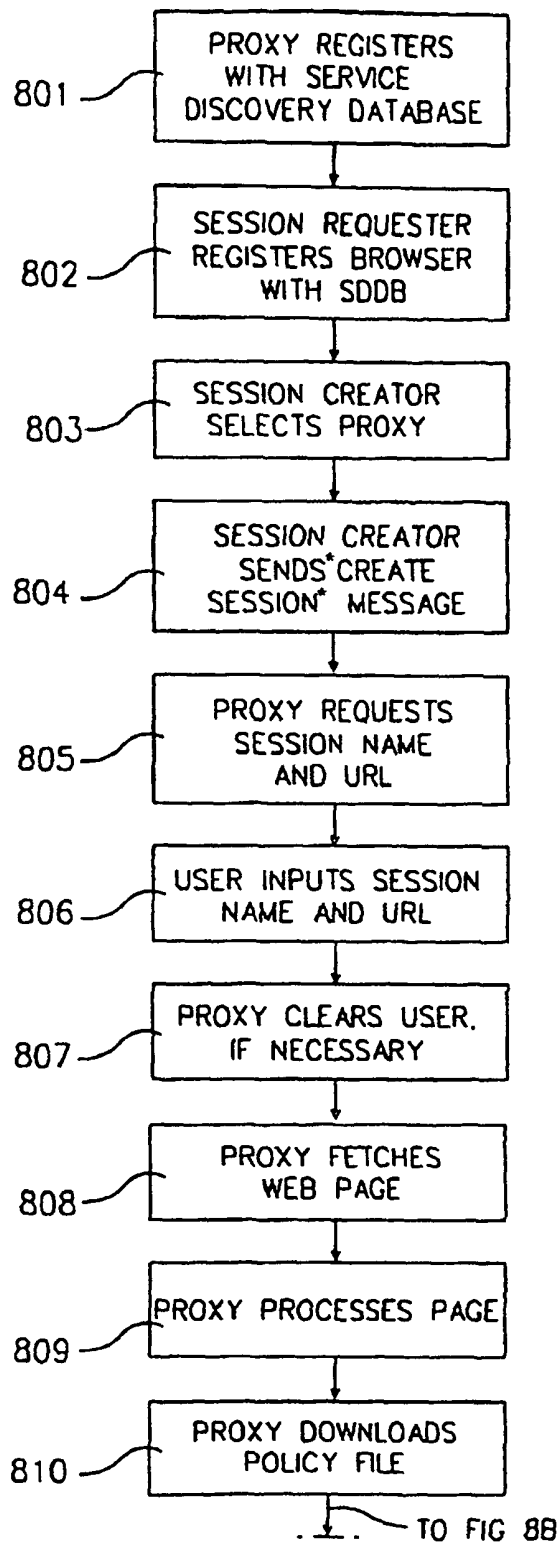 PROXY REGISTERS
WITH SERVICE
DISCOVERY DATABASE
801
SESSION REQUESTER
REGISTERS BROWSER
WITH SDDB
802
SESSION CREATOR
SELECTS PROXY
803
SESSION CREATOR
SENDS*CREATE
SESSION* MESSAGE
804
PROXY REQUESTS
SESSION NAME
AND URL
805
USER INPUTS SESSION
NAME AND URL
806
PROXY CLEARS USER.
IF NECESSARY
807
PROXY FETCHES
WEB PAGE
808
PROXY PROCESSES PAGE
809
PROXY DOWNLOADS
POLICY FILE
810
TO FIG 8B